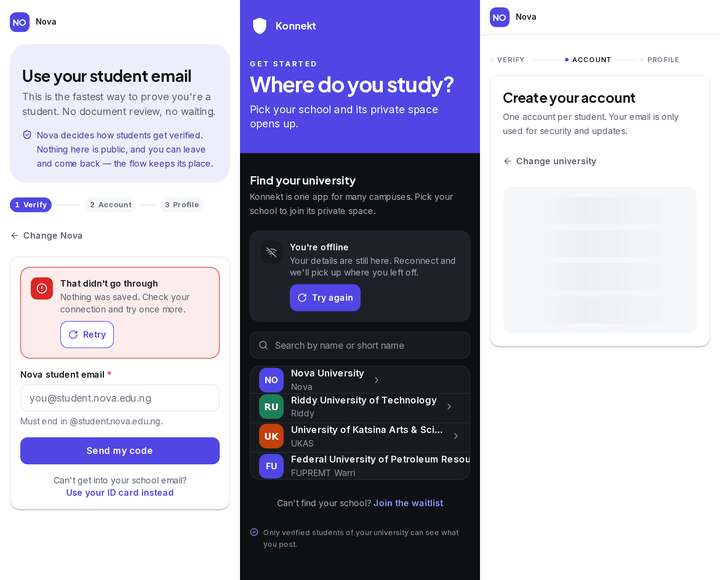 NO Nova
Use your student email
This is the fastest way to prove you're a
student. No document review, no waiting.
Nova decides how students get verified.
Nothing here is public, and you can leave
and come back — the flow keeps its place.
1 Verify 2 Account 3 Profile
Change Nova
That didn't go through
Nothing was saved. Check your
connection and try once more.
Retry
Nova student email *
you@student.nova.edu.ng
Must end in @student.nova.edu.ng.
Send my code
Can't get into your school email?
Use your ID card instead
Konnekt
GET STARTED
Where do you study?
Pick your school and its private space
opens up.
Find your university
Konnekt is one app for many campuses. Pick your
school to join its private space.
You're offline
Your details are still here. Reconnect and
we'll pick up where you left off.
Try again
Search by name or short name
NO Nova University
Nova
RU Riddy University of Technology
Riddy
UK University of Katsina Arts & Sci...
UKAS
FU Federal University of Petroleum Resou
FUPREMT Warri
Can't find your school? Join the waitlist
Only verified students of your university can see what
you post.
NO Nova
VERIFY ACCOUNT PROFILE
Create your account
One account per student. Your email is only
used for security and updates.
Change university